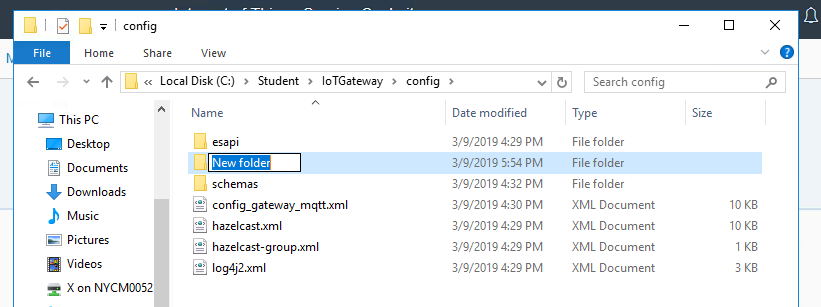 config
File
Local Disk (C:) Student IoTGateway config
Search config
Name Date modified Type Size
This PC
Desktop
Documents
Downloads
Music
Pictures
Videos
X on NYCM0052
esapi 3/9/2019 4:29 PM File folder
New folder 3/9/2019 5:54 PM File folder
schemas 3/9/2019 4:32 PM File folder
config_gateway_mqtt.xml 3/9/2019 4:30 PM XML Document 10 KB
hazelcast.xml 3/9/2019 4:29 PM XML Document 10 KB
hazelcast-group.xml 3/9/2019 4:29 PM XML Document 1 KB
log4j2.xml 3/9/2019 4:29 PM XML Document 3 KB